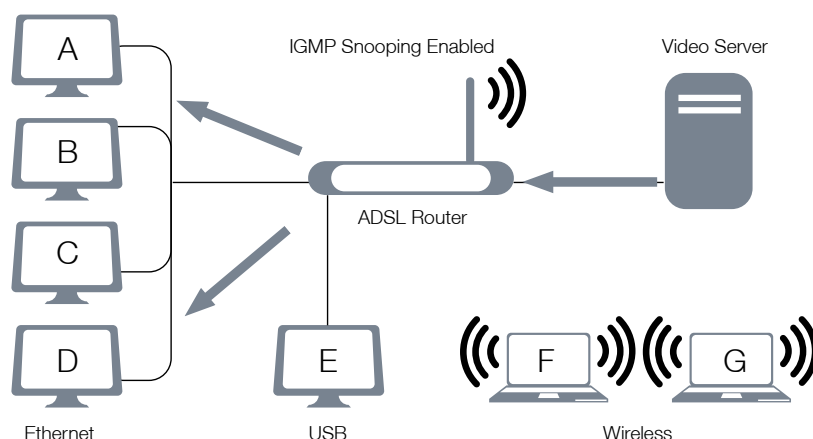 A
IGMP Snooping Enabled
Video Server
B
ADSL Router
C
D
E
F
G
Ethernet
USB
Wireless